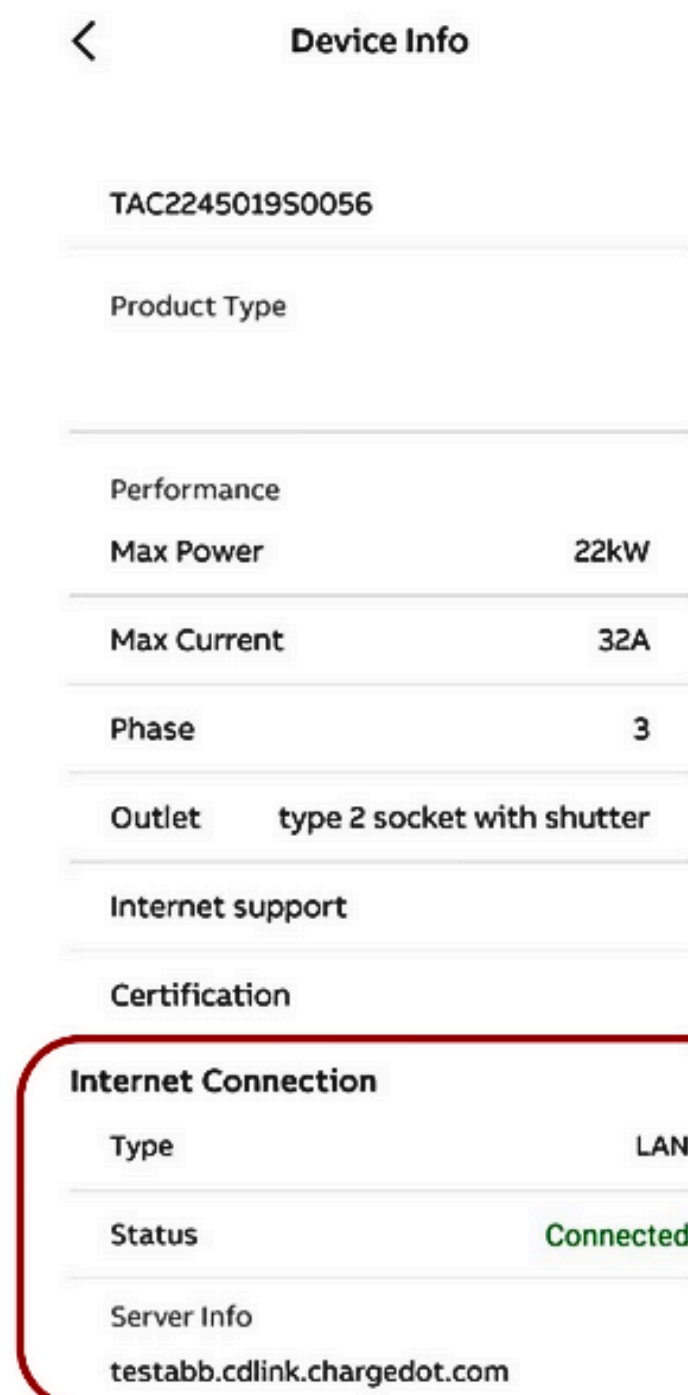 Device Info
TAC2245019S0056
Product Type
Performance
Max Power 22kW
Max Current 32A
Phase 3
Outlet type 2 socket with shutter
Internet support
Certification
Internet Connection
Type LAN
Status Connected
Server Info
testabb.cdlink.chargedot.com